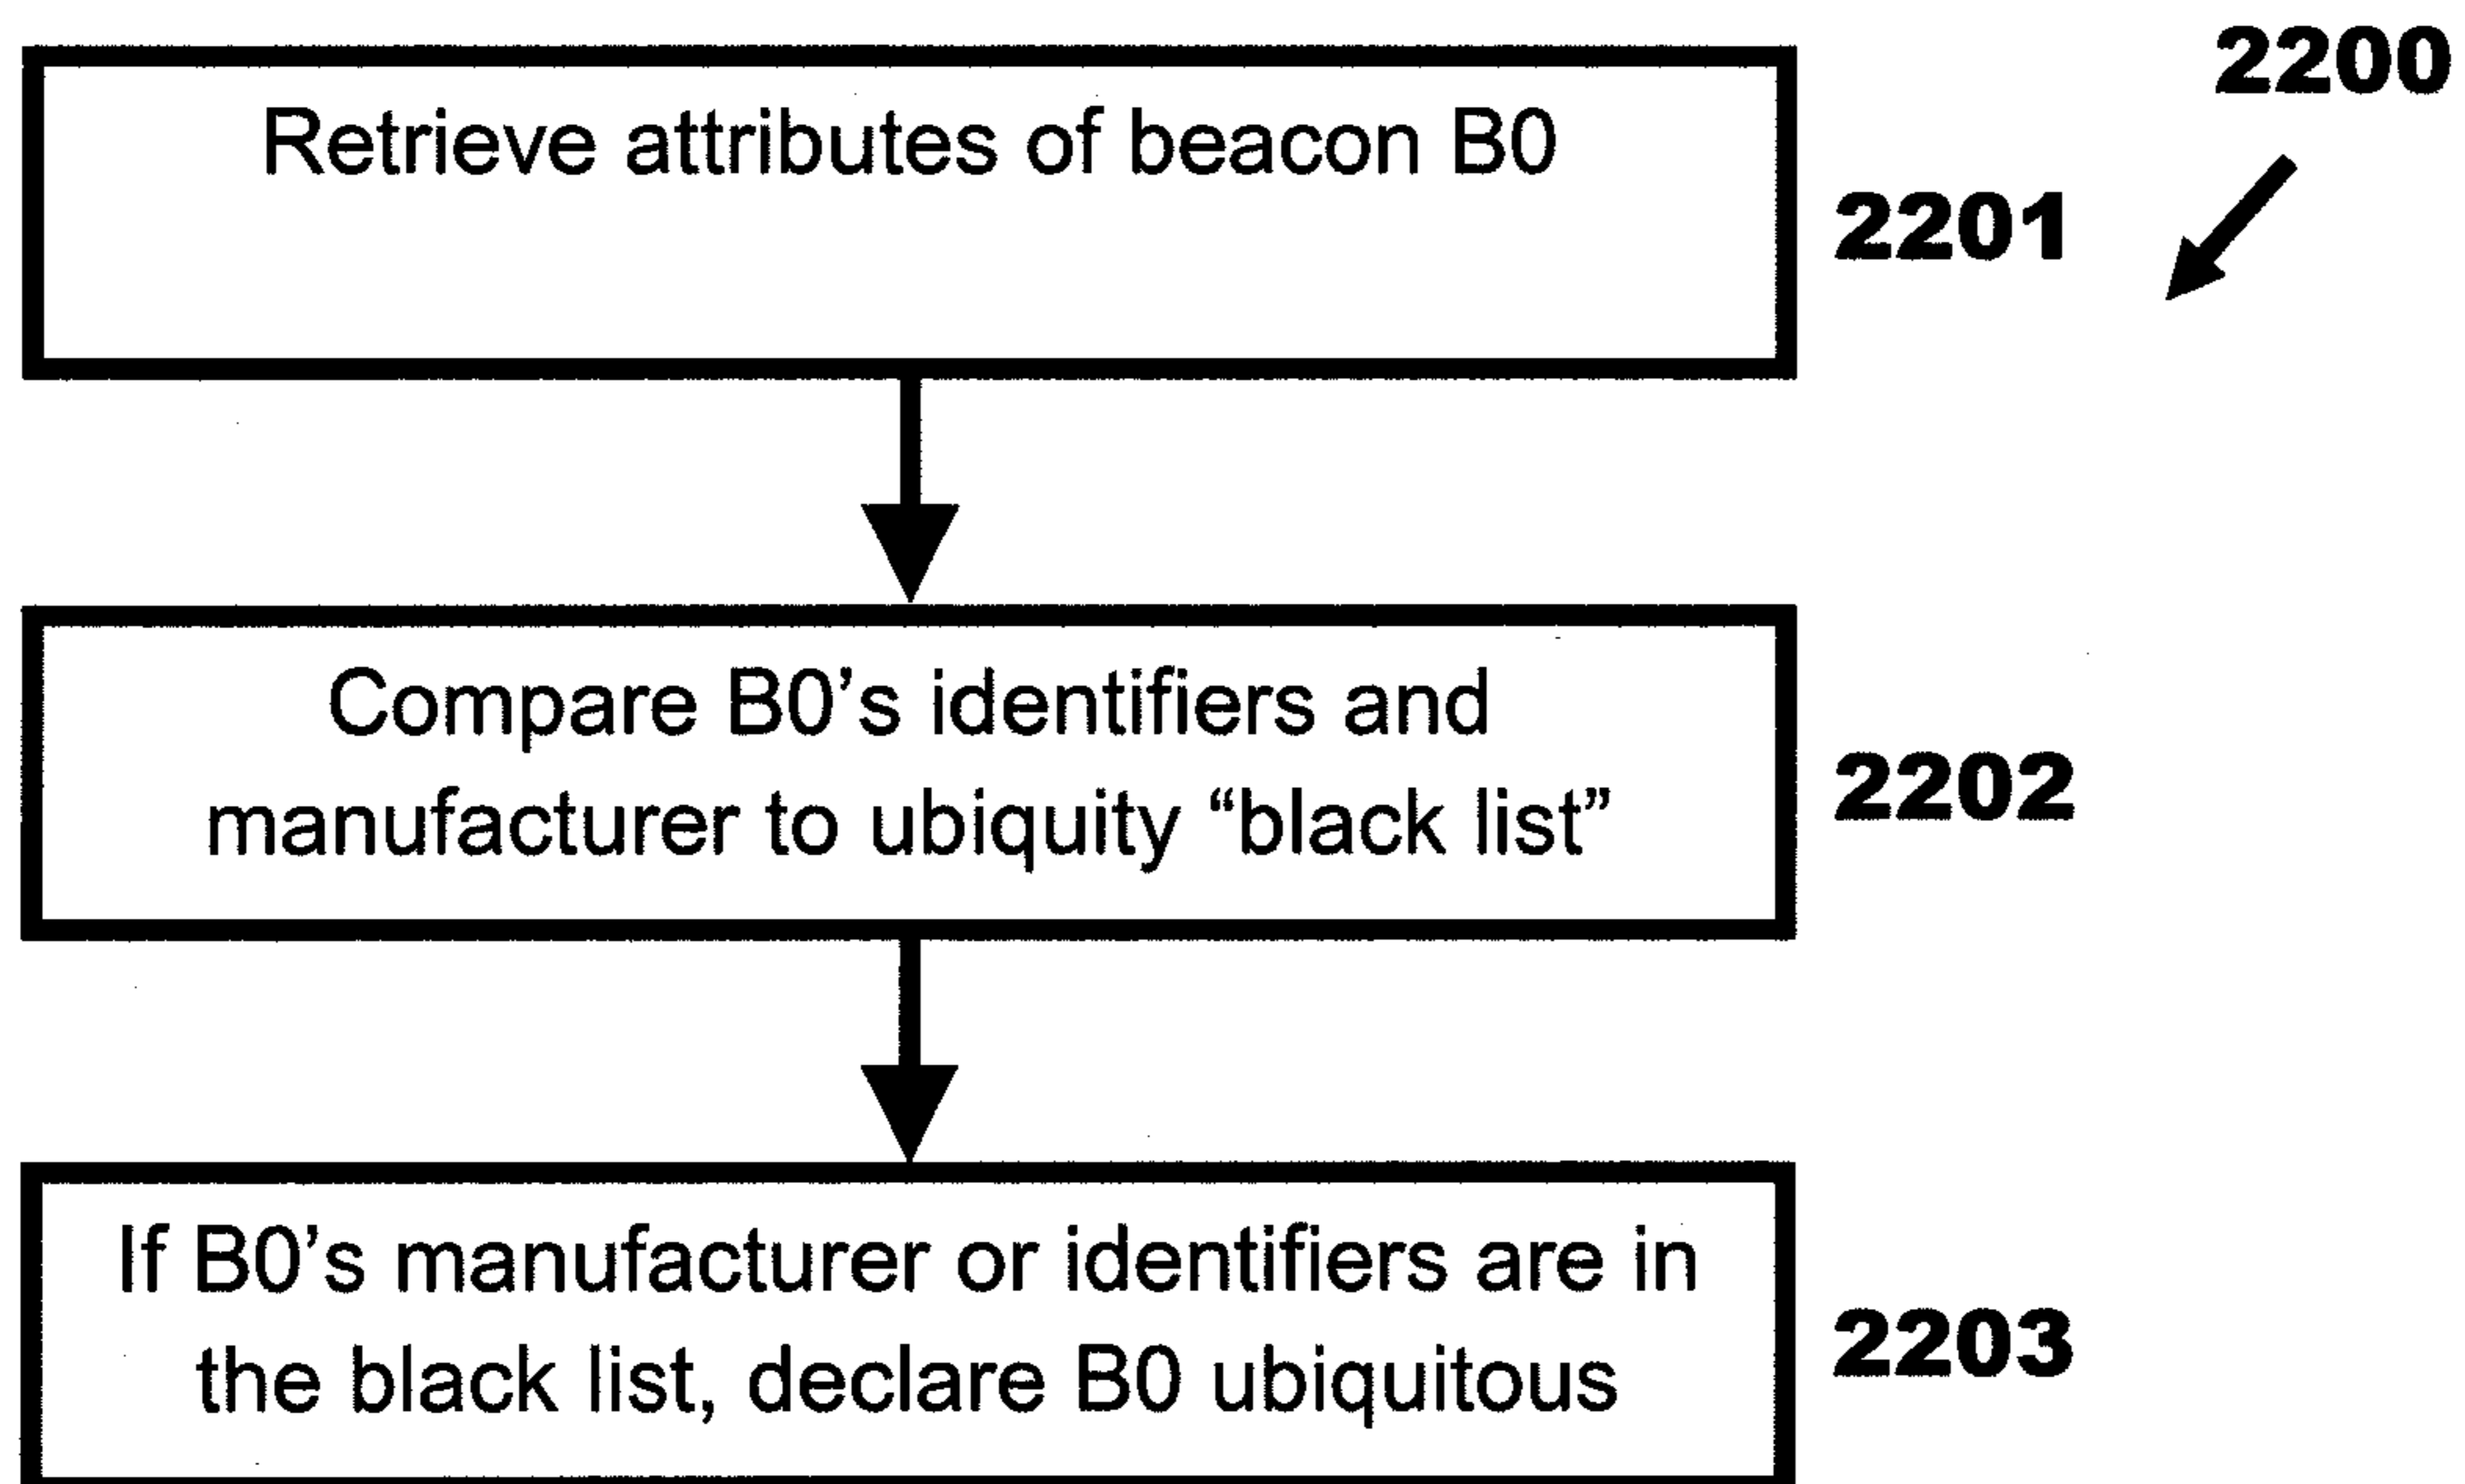 2200
Retrieve attributes of beacon B0
2201
Compare B0’s identifiers and
manufacturer to ubiquity “black list”
2202
If B0’s manufacturer or identifiers are in
the black list, declare B0 ubiquitous
2203